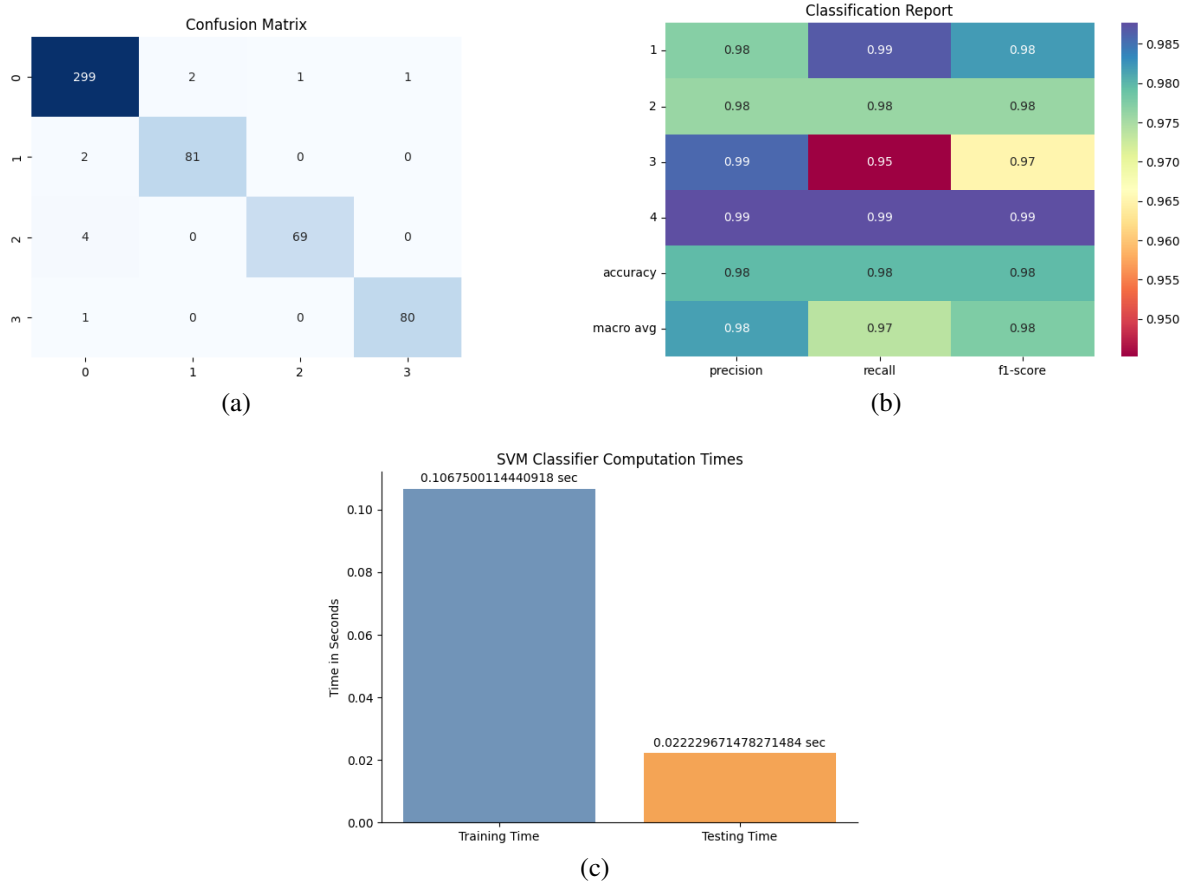 Confusion Matrix
0 299 2 1 1
1 2 81 0 0
2 4 0 69 0
3 1 0 0 80
0 1 2 3
(a)
Classification Report
1 0.98 0.99 0.98
2 0.98 0.98 0.98
3 0.99 0.95 0.97
4 0.99 0.99 0.99
accuracy 0.98 0.98 0.98
macro avg 0.98 0.97 0.98
precision recall f1-score
0.985
0.980
0.975
0.970
0.965
0.960
0.955
0.950
(b)
SVM Classifier Computation Times
0.1067500114440918 sec
0.022229671478271484 sec
Time in Seconds
0.10
0.08
0.06
0.04
0.02
0.00
Training Time Testing Time
(c)